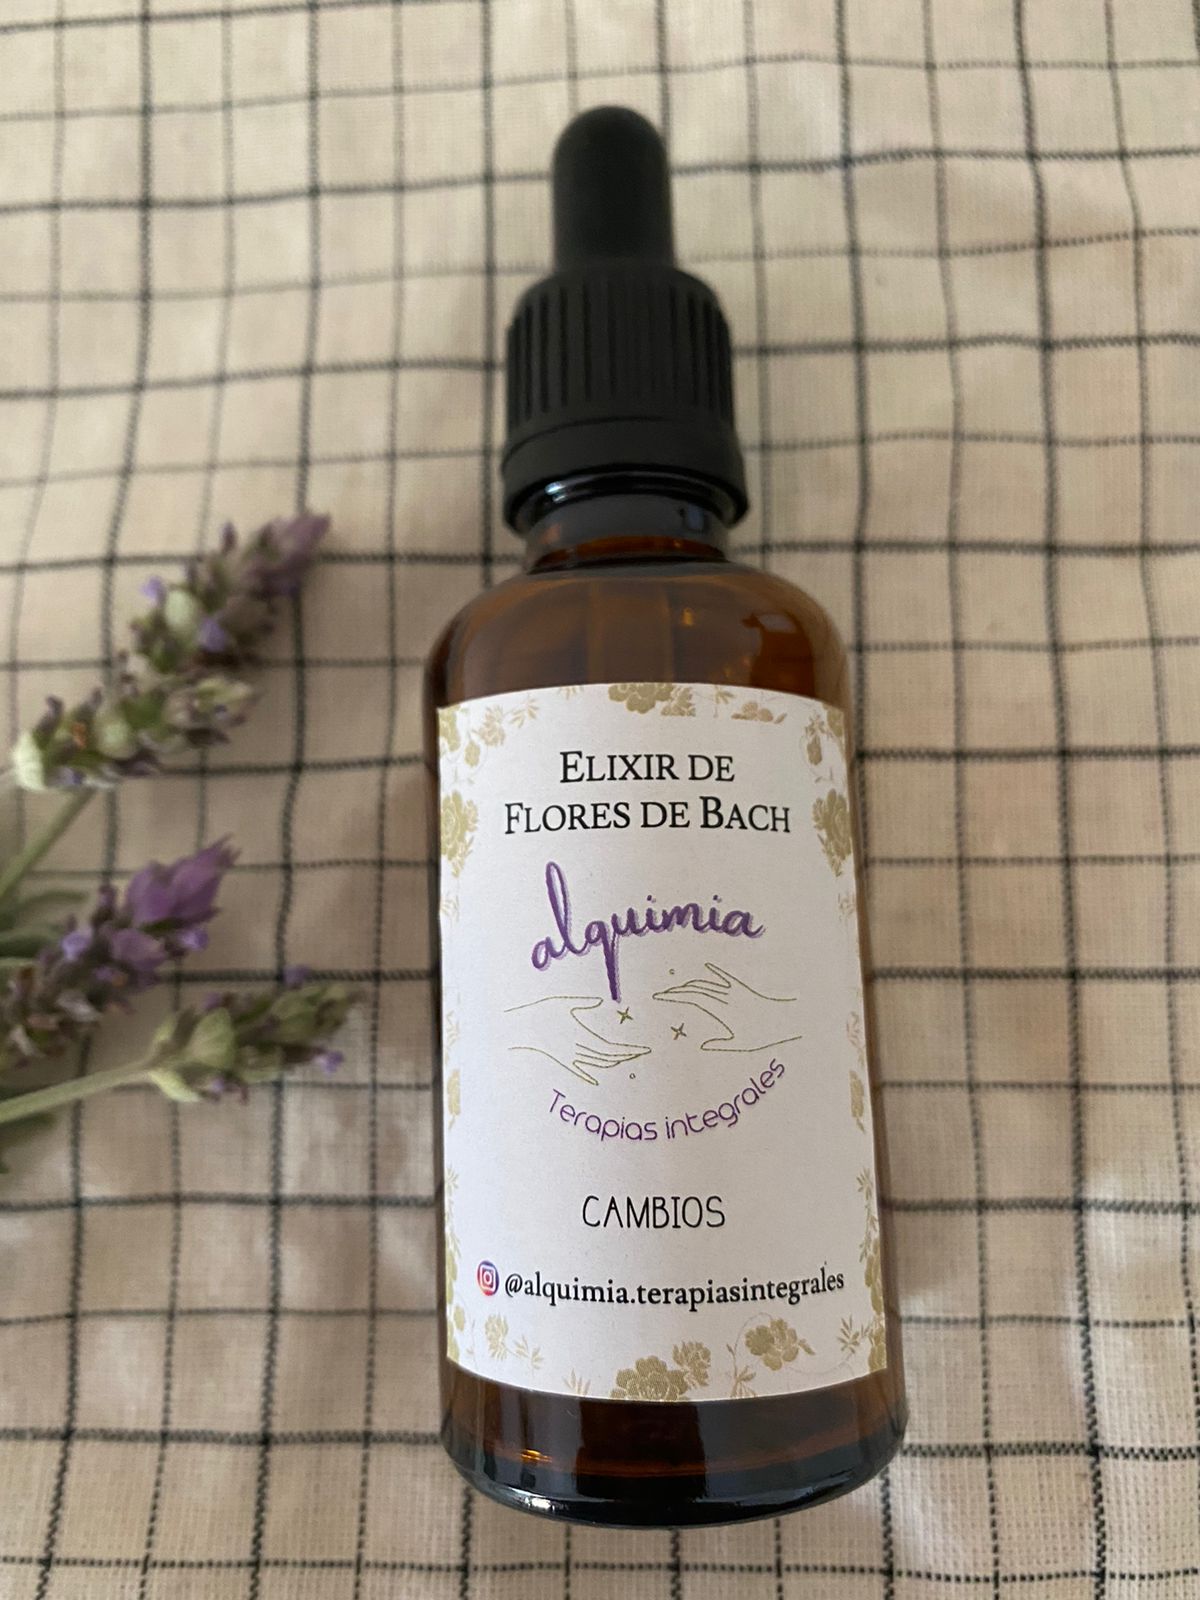 ELIXIR DE
FLORES DE BACH
alquimia
Terapias integrales
CAMBIOS
@alquimia.terapiasintegrales